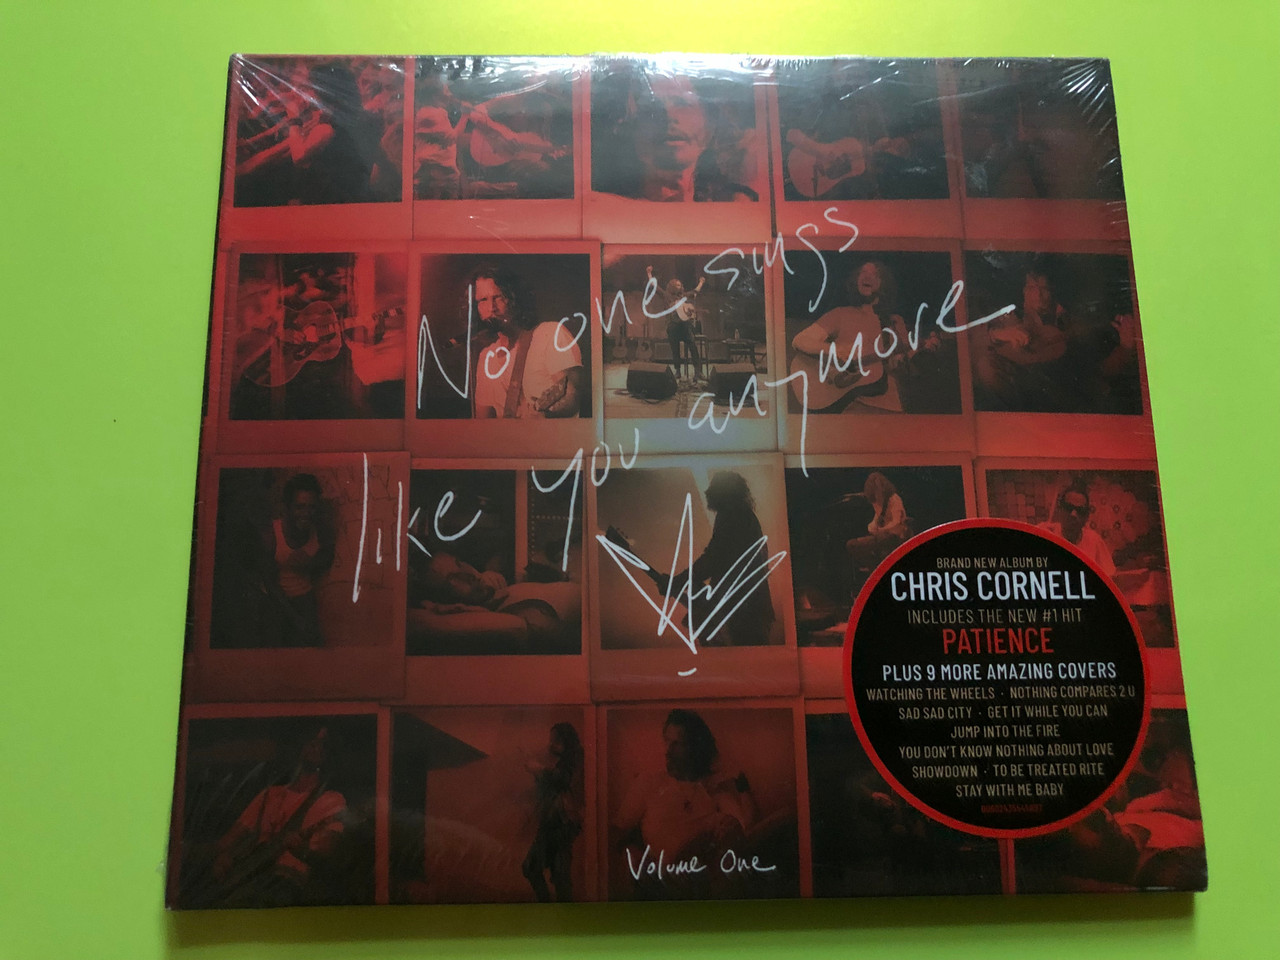 No one sings
like you anymore
Volume One
BRAND NEW ALBUM BY
CHRIS CORNELL
INCLUDES THE NEW #1 HIT
PATIENCE
PLUS 9 MORE AMAZING COVERS
WATCHING THE WHEELS · NOTHING COMPARES 2 U
SAD SAD CITY · GET IT WHILE YOU CAN
JUMP INTO THE FIRE
YOU DON'T KNOW NOTHING ABOUT LOVE
SHOWDOWN · TO BE TREATED RITE
STAY WITH ME BABY